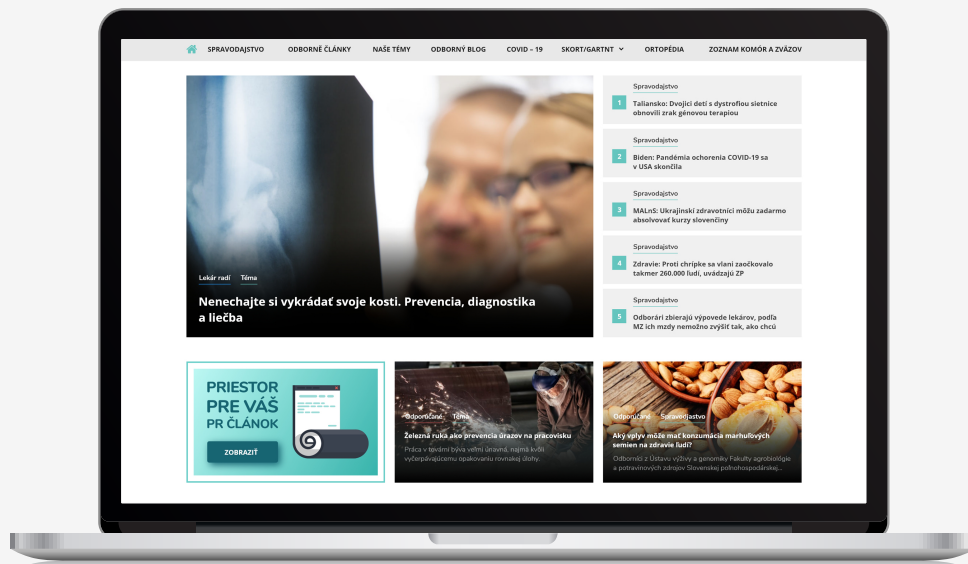 SPRAVODAJSTVO ODBORNÉ ČLÁNKY NAŠE TÉMY ODBORNÝ BLOG COVID – 19 SKORT/GARTNT ORTOPÉDIA ZOZNAM KOMÓR A ZVÄZOV
Lekár radí Téma
Nenechajte si vykrádať svoje kosti. Prevencia, diagnostika
a liečba
Spravodajstvo
1 Taliansko: Dvojici detí s dystrofiou sietnice
obnovili zrak génovou terapiou
Spravodajstvo
2 Biden: Pandémia ochorenia COVID-19 sa
v USA skončila
Spravodajstvo
3 MALnS: Ukrajinskí zdravotníci môžu zadarmo
absolvovať kurzy slovenčiny
Spravodajstvo
4 Zdravie: Proti chrípke sa vlani zaočkovalo
takmer 260.000 ľudí, uvádzajú ZP
Spravodajstvo
5 Odborári zbierajú výpovede lekárov, podľa
MZ ich mzdy nemožno zvýšiť tak, ako chcú
PRIESTOR
PRE VÁŠ
PR ČLÁNOK
ZOBRAZIŤ
Odporúčané Téma
Železná ruka ako prevencia úrazov na pracovisku
Práca v továrni býva veľmi únavná, najmä kvôli
vyčerpávajúcemu opakovaniu rovnakej úlohy.
Odporúčané Spravodajstvo
Aký vplyv môže mať konzumácia marhuľových
semien na zdravie ľudí?
Odborníci z Ústavu výživy a genomiky Fakulty agrobiológie
a potravinových zdrojov Slovenskej poľnohospodárskej...